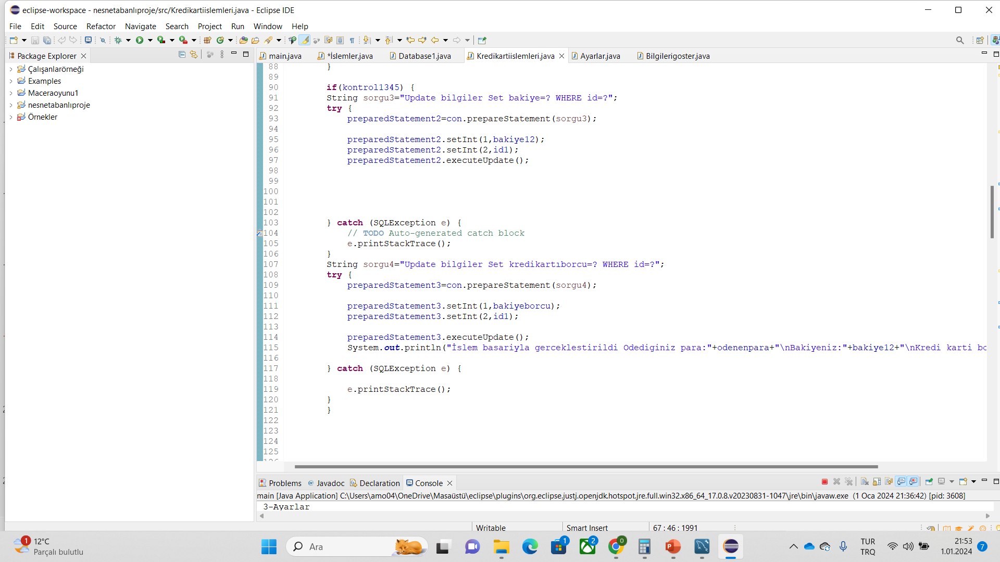 eclipse-workspace - nesnetabanlıproje/src/Kredikartiislemleri.java - Eclipse IDE
File Edit Source Refactor Navigate Search Project Run Window Help
Package Explorer
main.java *İslemler.java Database1.java Kredikartiislemleri.java Ayarlar.java Bilgilerigoster.java
Çalışanlarörneği
Examples
Maceraoyunu1
nesnetabanlıproje
Örnekler
88 }
89
90 if(kontrol1345) {
91 String sorgu3="Update bilgiler Set bakiye=? WHERE id=?";
92 try {
93 preparedStatement2=con.prepareStatement(sorgu3);
94
95 preparedStatement2.setInt(1,bakiye12);
96 preparedStatement2.setInt(2,id1);
97 preparedStatement2.executeUpdate();
98
99
100
101
102
103 } catch (SQLException e) {
104 // TODO Auto-generated catch block
105 e.printStackTrace();
106 }
107 String sorgu4="Update bilgiler Set kredikartıborcu=? WHERE id=?";
108 try {
109 preparedStatement3=con.prepareStatement(sorgu4);
110
111 preparedStatement3.setInt(1,bakiyeborcu);
112 preparedStatement3.setInt(2,id1);
113
114 preparedStatement3.executeUpdate();
115 System.out.println("İslem basariyla gerceklestirildi Odediginiz para:"+odenenpara+"\nBakiyeniz:"+bakiye12+"\nKredi karti bo
116
117 } catch (SQLException e) {
118
119 e.printStackTrace();
120 }
121 }
122
123
124
125
Problems Javadoc Declaration Console
main [Java Application] C:\Users\amo04\OneDrive\Masaüstü\eclipse\plugins\org.eclipse.justj.openjdk.hotspot.jre.full.win32.x86_64_17.0.8.v20230831-1047\jre\bin\javaw.exe (1 Oca 2024 21:36:42) [pid: 3608]
3-Ayarlar
Writable Smart Insert 67 : 46 : 1991
1 12°C
Parçalı bulutlu
Ara
1
2
0
TUR
TRQ
21:53
1.01.2024
7